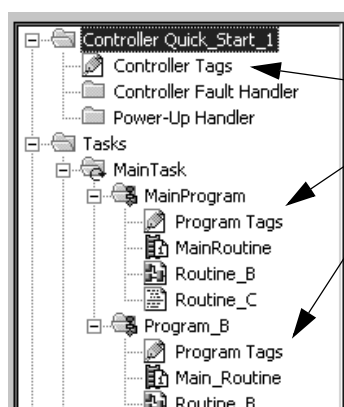 Controller Quick_Start_1
Controller Tags
Controller Fault Handler
Power-Up Handler
Tasks
MainTask
MainProgram
Program Tags
MainRoutine
Routine_B
Routine_C
Program_B
Program Tags
Main_Routine
Routine_B